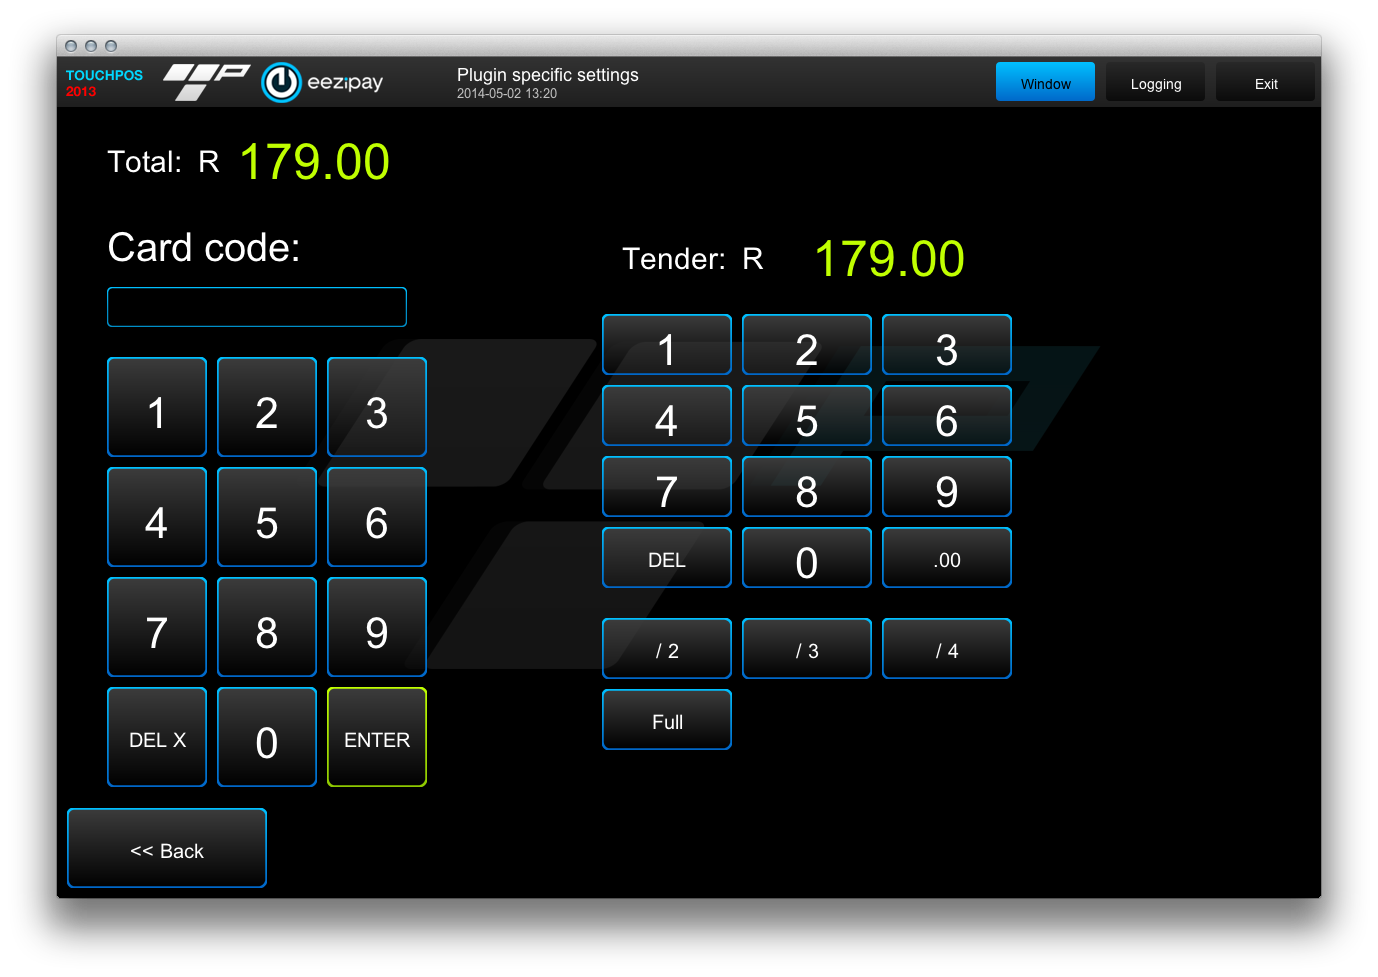 TOUCHPOS
2013
eezipay
Plugin specific settings
2014-05-02 13:20
Window Logging Exit
Total: R 179.00
Card code:
1 2 3
4 5 6
7 8 9
DEL X 0 ENTER
<< Back
Tender: R 179.00
1 2 3
4 5 6
7 8 9
DEL 0 .00
/ 2 / 3 / 4
Full